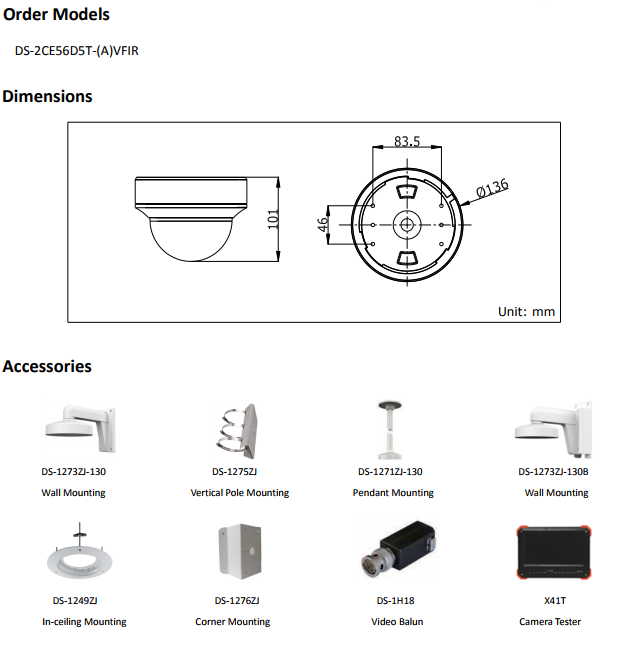 Order Models
DS-2CE56D5T-(A)VFIR
Dimensions
83.5
Ø136
101
46
Unit: mm
Accessories
DS-1273ZJ-130
DS-1275ZJ
DS-1271ZJ-130
DS-1273ZJ-130B
Wall Mounting
Vertical Pole Mounting
Pendant Mounting
Wall Mounting
DS-1249ZJ
DS-1276ZJ
DS-1H18
X41T
In-ceiling Mounting
Corner Mounting
Video Balun
Camera Tester